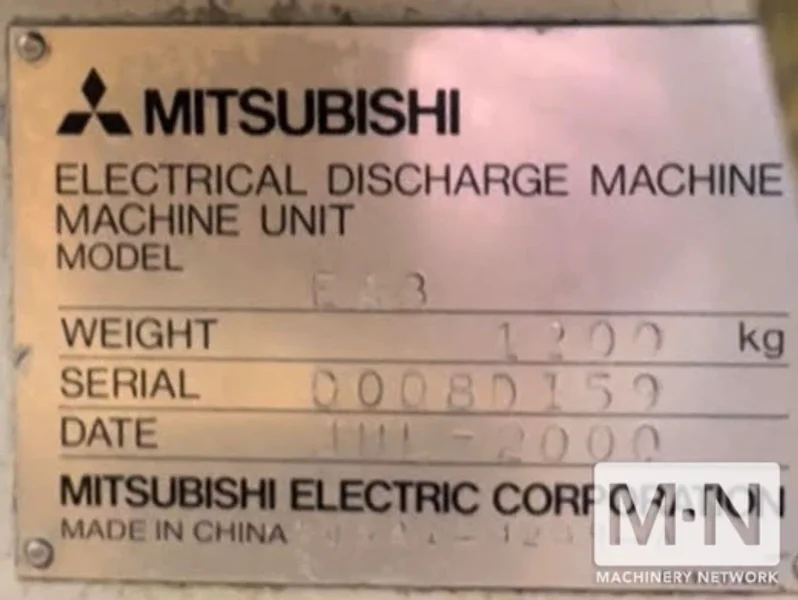 MITSUBISHI
ELECTRICAL DISCHARGE MACHINE
MACHINE UNIT
MODEL EA8
WEIGHT 1200 kg
SERIAL 0008D159
DATE JUL-2000
MITSUBISHI ELECTRIC CORPORATION
MADE IN CHINA
M·N
MACHINERY NETWORK